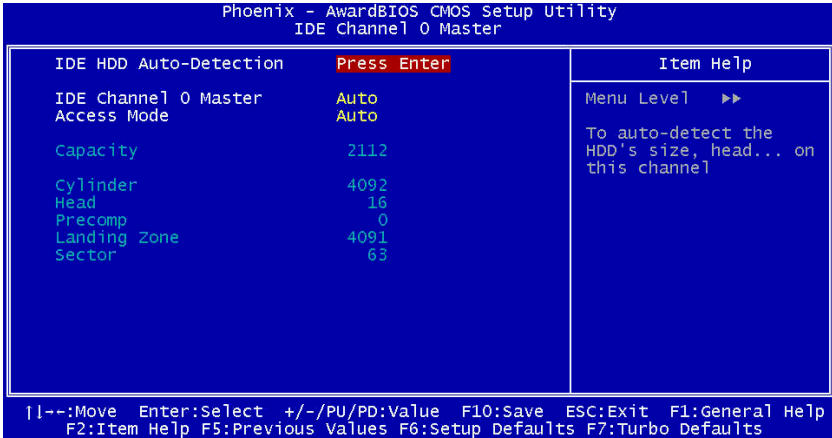 Phoenix - AwardBIOS CMOS Setup Utility
IDE Channel 0 Master
IDE HDD Auto-Detection Press Enter
IDE Channel 0 Master Auto
Access Mode Auto
Capacity 2112
Cylinder 4092
Head 16
Precomp 0
Landing Zone 4091
Sector 63
Item Help
Menu Level ▶▶
To auto-detect the
HDD's size, head... on
this channel
↑↓→←:Move Enter:Select +/-/PU/PD:Value F10:Save ESC:Exit F1:General Help
F2:Item Help F5:Previous Values F6:Setup Defaults F7:Turbo Defaults